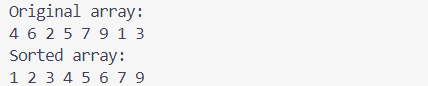 Original array:
4 6 2 5 7 9 1 3
Sorted array:
1 2 3 4 5 6 7 9